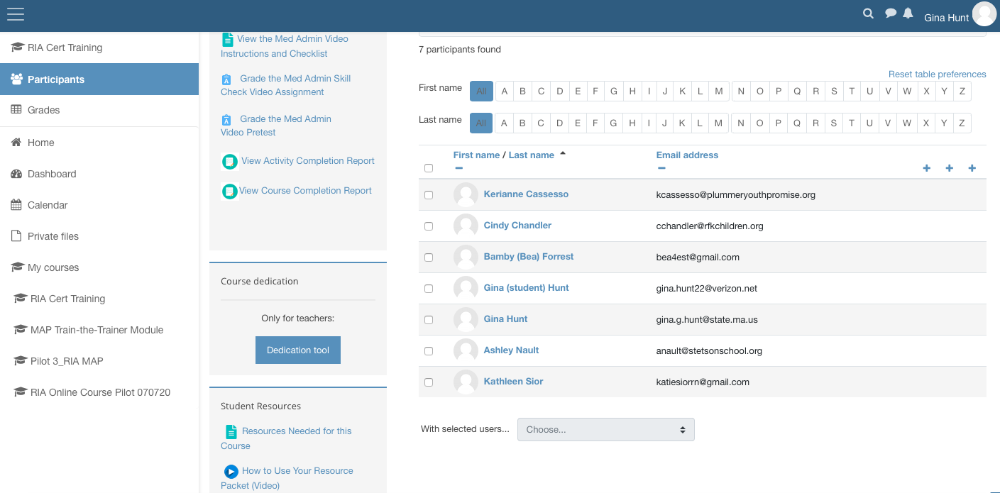 Gina Hunt
RIA Cert Training
Participants
Grades
Home
Dashboard
Calendar
Private files
My courses
RIA Cert Training
MAP Train-the-Trainer Module
Pilot 3_RIA MAP
RIA Online Course Pilot 070720
View the Med Admin Video
Instructions and Checklist
Grade the Med Admin Skill
Check Video Assignment
Grade the Med Admin
Video Pretest
View Activity Completion Report
View Course Completion Report
Course dedication
Only for teachers:
Dedication tool
Student Resources
Resources Needed for this
Course
How to Use Your Resource
Packet (Video)
7 participants found
Reset table preferences
First name All A B C D E F G H I J K L M N O P Q R S T U V W X Y Z
Last name All A B C D E F G H I J K L M N O P Q R S T U V W X Y Z
First name / Last name Email address
Kerianne Cassesso kcassesso@plummeryouthpromise.org
Cindy Chandler cchandler@rfkchildren.org
Bamby (Bea) Forrest bea4est@gmail.com
Gina (student) Hunt gina.hunt22@verizon.net
Gina Hunt gina.g.hunt@state.ma.us
Ashley Nault anault@stetsonschool.org
Kathleen Sior katiesiorrn@gmail.com
With selected users... Choose...